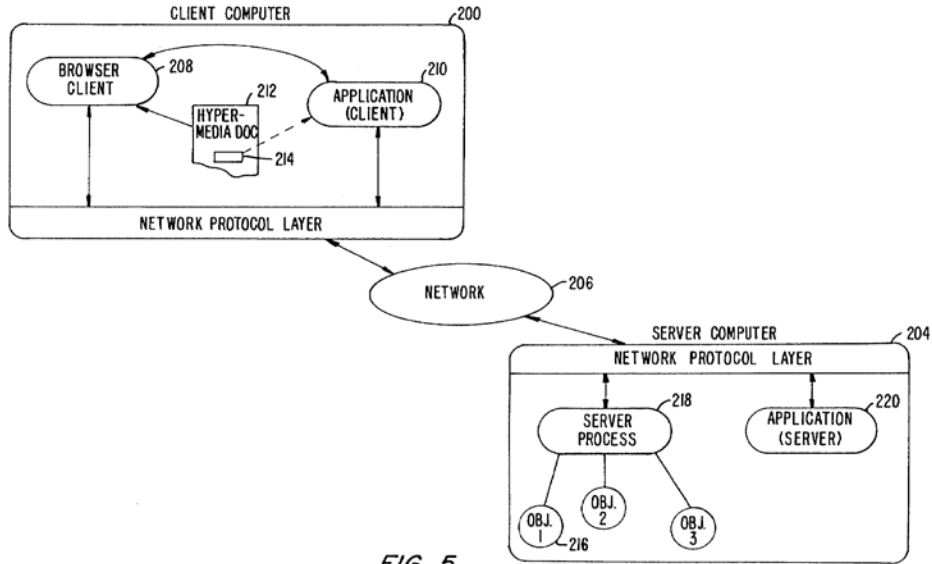 CLIENT COMPUTER
200
BROWSER
CLIENT
208
210
APPLICATION
(CLIENT)
212
HYPER-
MEDIA DOC
214
NETWORK PROTOCOL LAYER
NETWORK
206
SERVER COMPUTER
204
NETWORK PROTOCOL LAYER
218
SERVER
PROCESS
220
APPLICATION
(SERVER)
OBJ.
1
216
OBJ.
2
OBJ.
3
FIG. 5